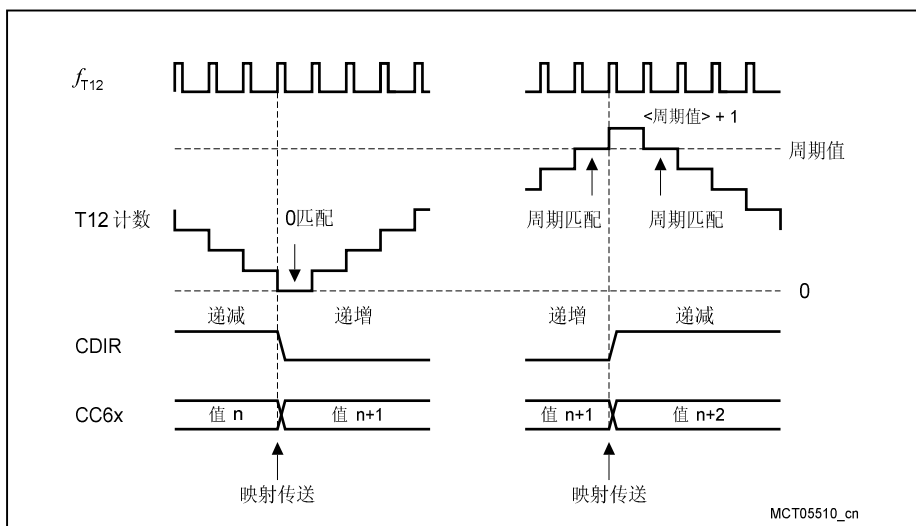 fT12
<周期值> + 1
周期值
T12 计数
0匹配
周期匹配
周期匹配
0
递减
递增
递增
递减
CDIR
CC6x
值 n
值 n+1
值 n+1
值 n+2
映射传送
映射传送
MCT05510_cn